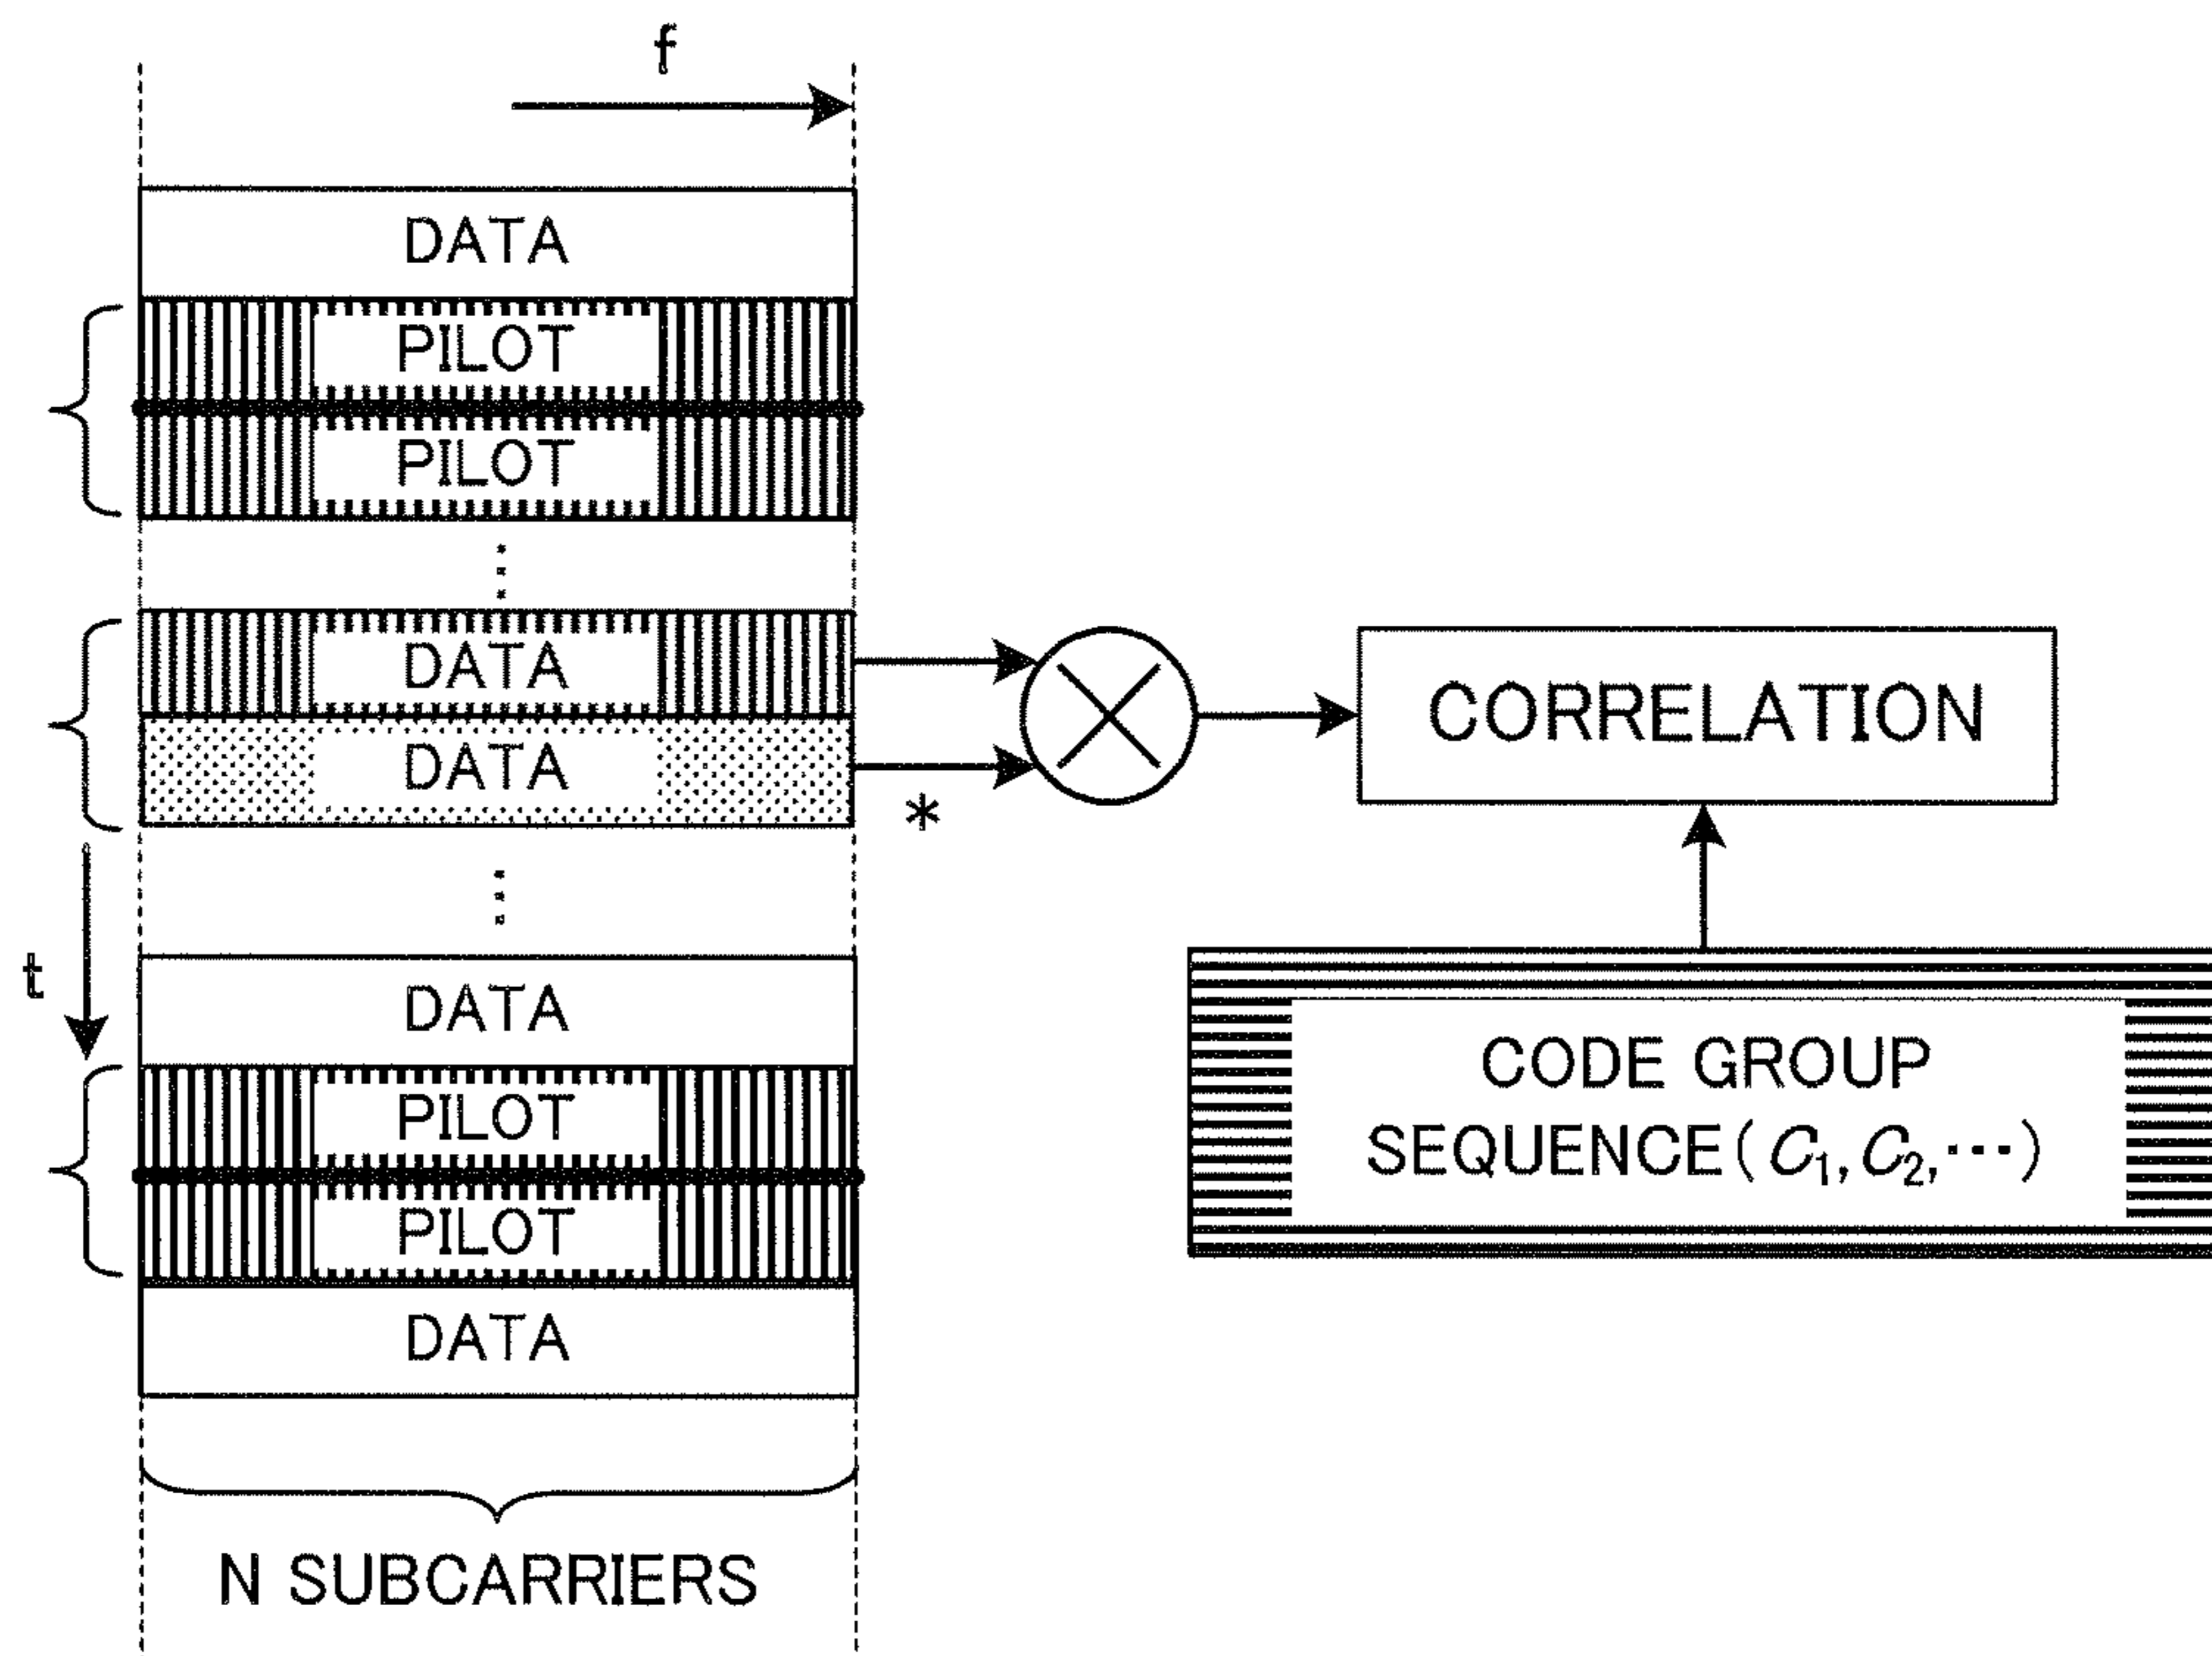 f
DATA
PILOT
PILOT
DATA
DATA
*
CORRELATION
t
DATA
PILOT
PILOT
DATA
CODE GROUP
SEQUENCE(C₁,C₂,···)
N SUBCARRIERS